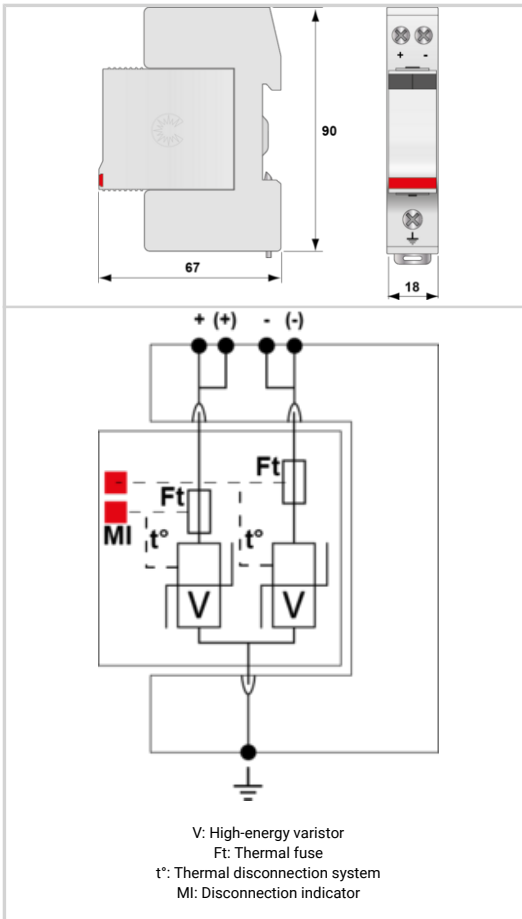 + -
90
67
18
+ (+) - (-)
Ft
Ft
-
MI
t°
t°
V
V
V: High-energy varistor
Ft: Thermal fuse
t°: Thermal disconnection system
MI: Disconnection indicator